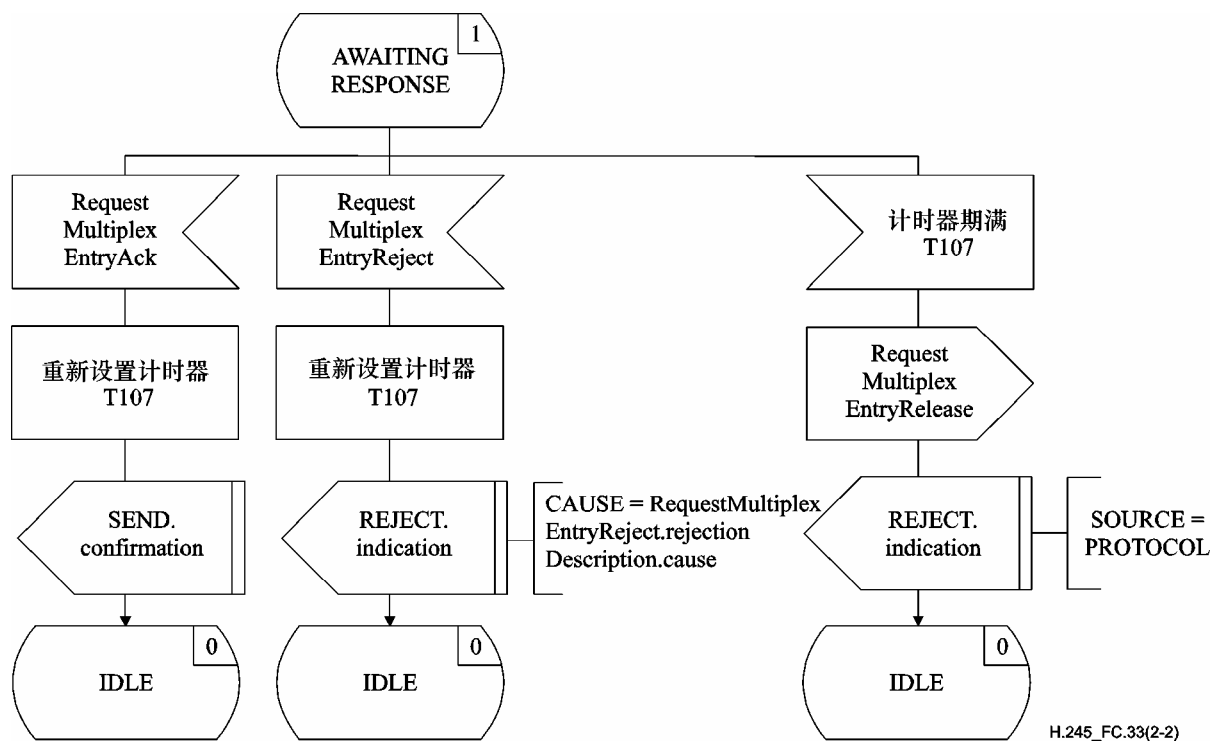 1
AWAITING
RESPONSE
Request
Multiplex
EntryAck
Request
Multiplex
EntryReject
计时器期满
T107
重新设置计时器
T107
重新设置计时器
T107
Request
Multiplex
EntryRelease
SEND.
confirmation
REJECT.
indication
CAUSE = RequestMultiplex
EntryReject.rejection
Description.cause
REJECT.
indication
SOURCE =
PROTOCOL
0
IDLE
0
IDLE
0
IDLE
H.245_FC.33(2-2)